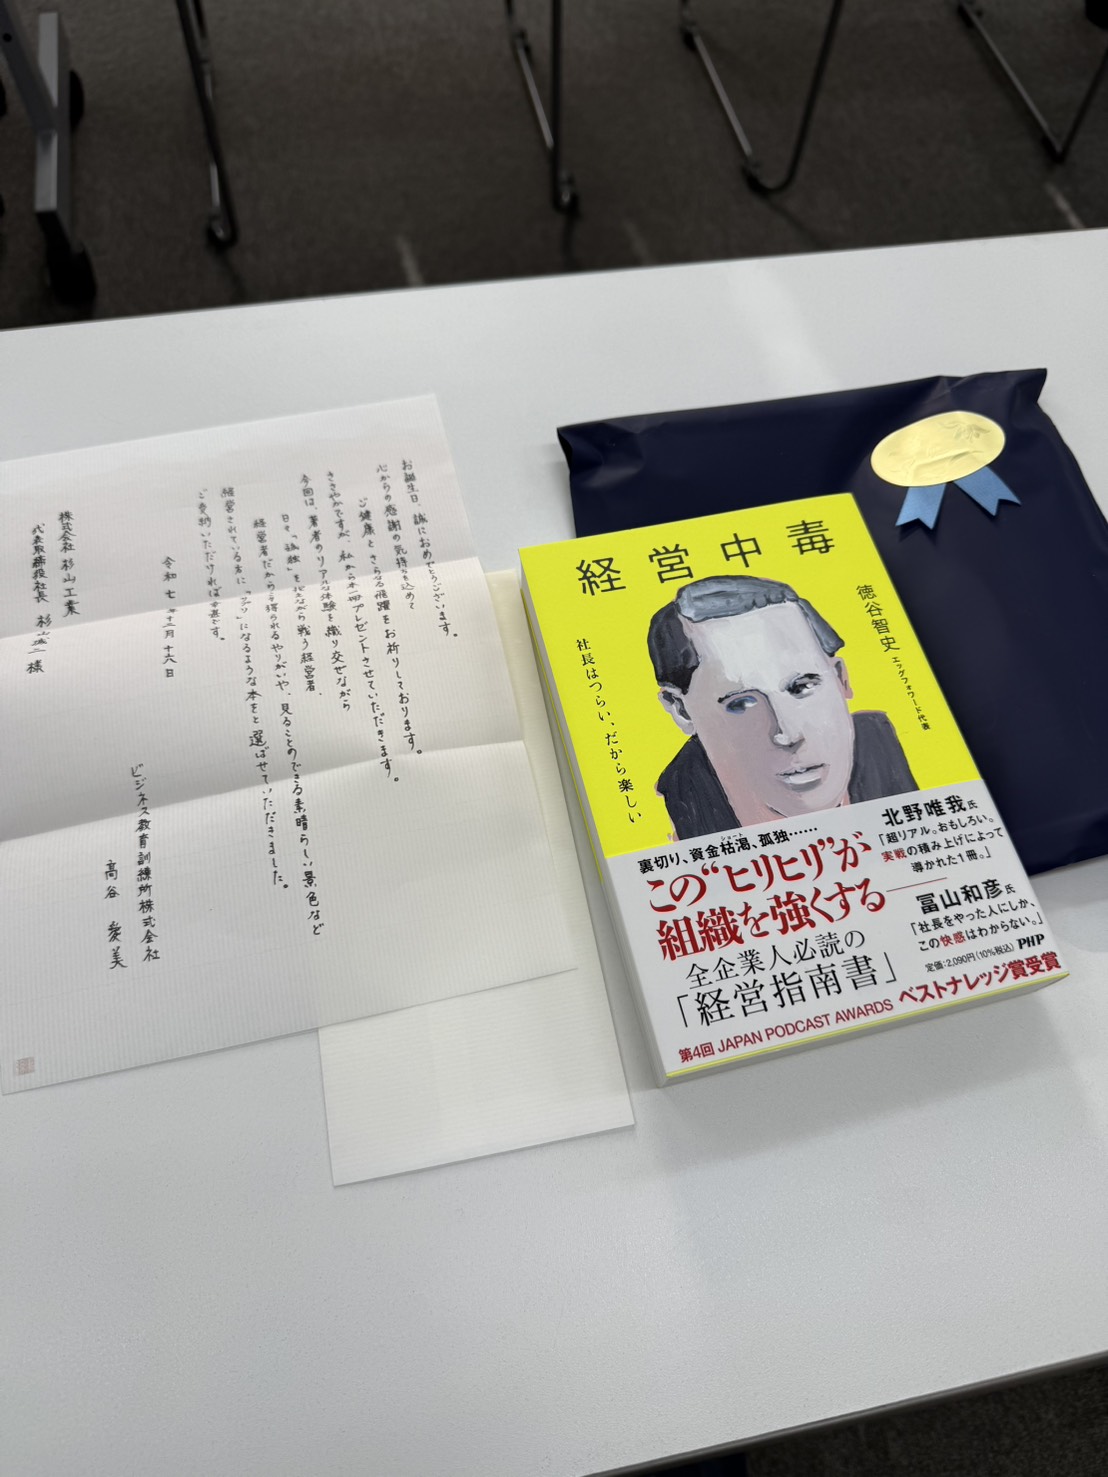 お誕生日、誠におめでとうございます。
心からの感謝の気持ちを込めて
ご健康と さらなる飛躍をお祈りしております。
ささやかですが、私から本一冊プレゼントさせていただきます。
今回は、著者のリアルな体験を織り交ぜながら
日々"孤独"を抱えながら戦う経営者、
経営者だからこそ得られるやりがいや、見ることのできる素晴らしい景色など
経営されている方に「プラ」になるような本をと選ばせていただきました。
ご査収いただければ幸甚です。
令和七年十二月十六日
ビジネス教育訓練所株式会社
高谷 愛美
株式会社 杉山工業
代表取締役社長 杉山 様
経営中毒
徳谷智史
エッグフォワード代表
社長はつらい、だから楽しい
裏切り、資金枯渇、孤独……
ショート
この"ヒリヒリ"が
組織を強くする――
全企業人必読の
「経営指南書」
北野唯我氏
「超リアル。おもしろい。
実戦の積み上げによって
導かれた1冊。」
冨山和彦氏
「社長をやった人にしか、
この快感はわからない。」
定価:2,090円(10%税込) PHP
第4回 JAPAN PODCAST AWARDS ベストナレッジ賞受賞